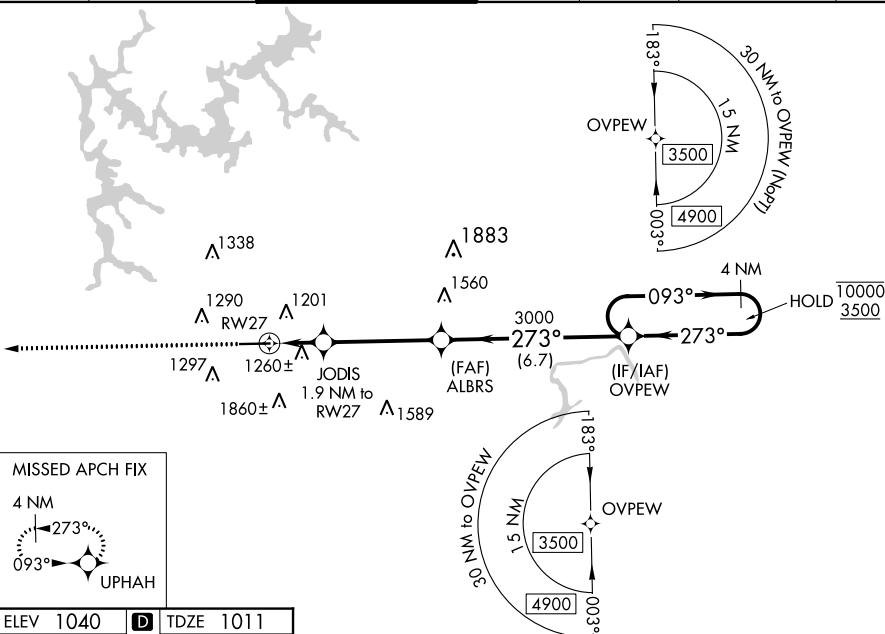 183°
30 NM to OVPEW (NoPT)
15 NM
OVPEW
3500
4900
003°
1338
1883
1560
1290
1201
RW27
1297
1260±
1860±
1589
JODIS
1.9 NM to
RW27
(FAF)
ALBRS
3000
273°
(6.7)
(IF/IAF)
OVPEW
093°
273°
4 NM
HOLD
10000
3500
183°
30 NM to OVPEW
15 NM
OVPEW
3500
4900
003°
MISSED APCH FIX
4 NM
273°
093°
UPHAH
ELEV 1040 D TDZE 1011